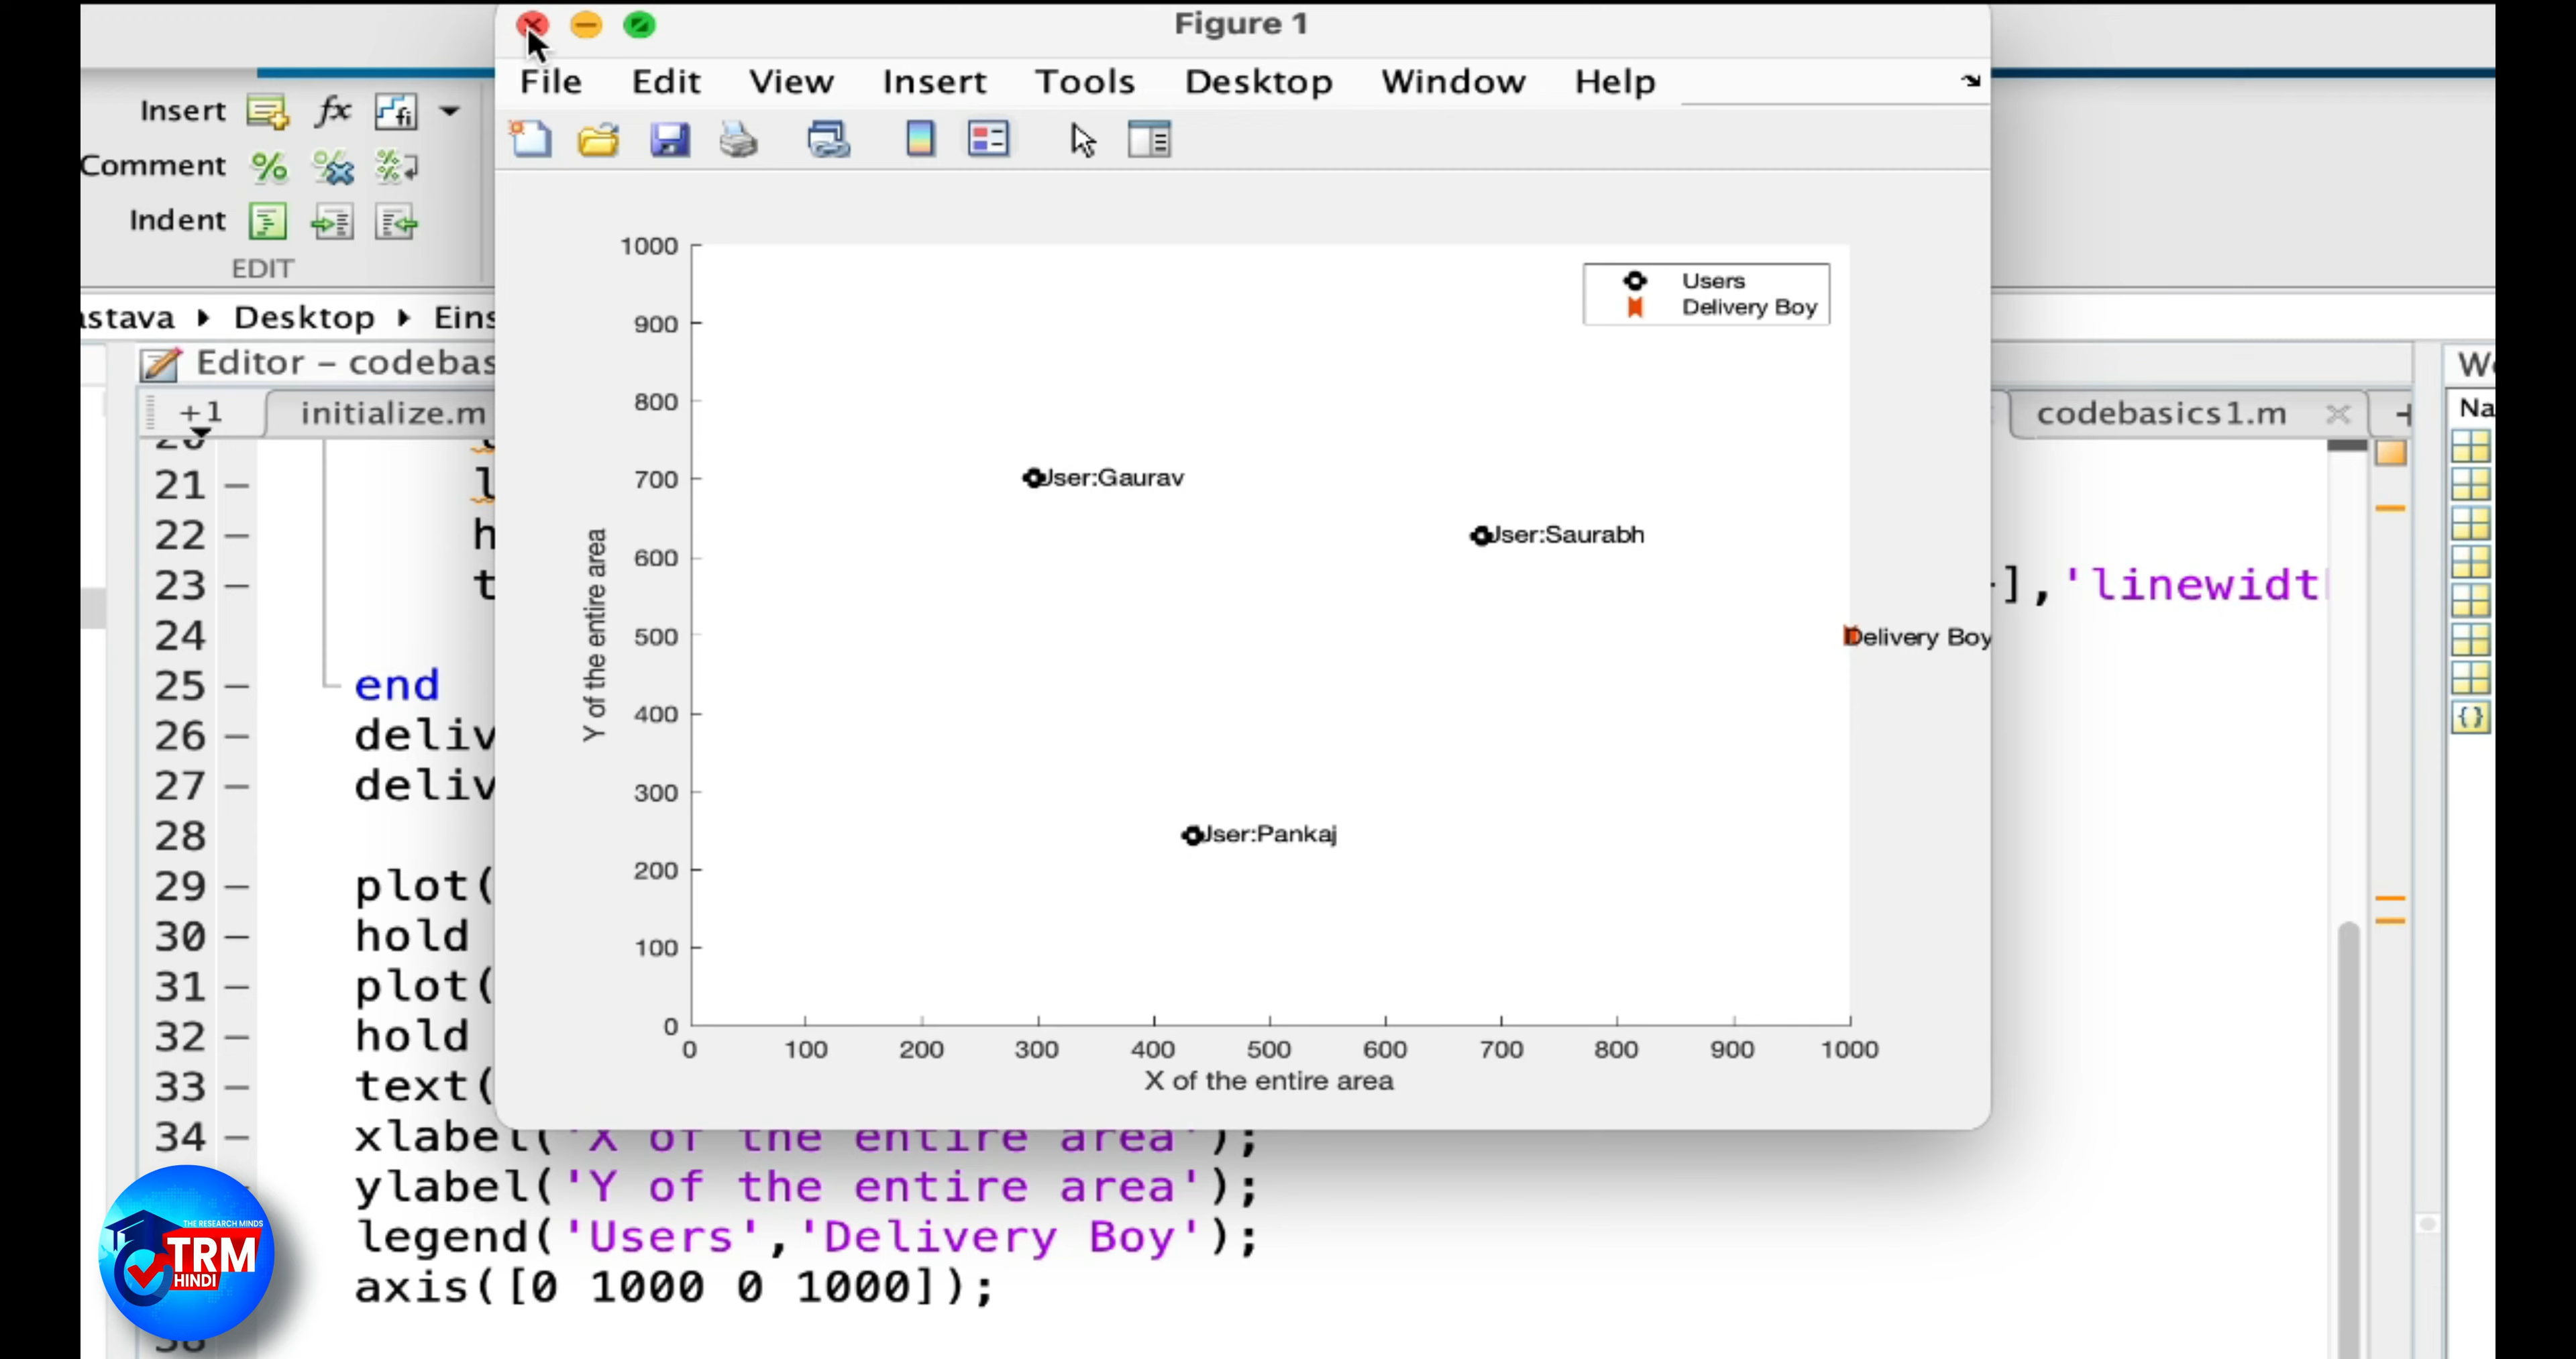 Figure 1
File Edit View Insert Tools Desktop Window Help
Insert fx fi
Comment
Indent
EDIT
Desktop
Editor –
+1 initialize.m codebasics1.m
1000
900
800
700
600
500
400
300
200
100
0
Y of the entire area
Users
Delivery Boy
User:Gaurav
User:Saurabh
Delivery Boy
User:Pankaj
0 100 200 300 400 500 600 700 800 900 1000
X of the entire area
21
22
23 ],'linewidt
24
25 end
26 deliv
27 deliv
28
29 plot(
30 hold
31 plot(
32 hold
33 text(
34 xlabel('X of the entire area');
ylabel('Y of the entire area');
legend('Users','Delivery Boy');
axis([0 1000 0 1000]);
THE RESEARCH MINDS
TRM
HINDI